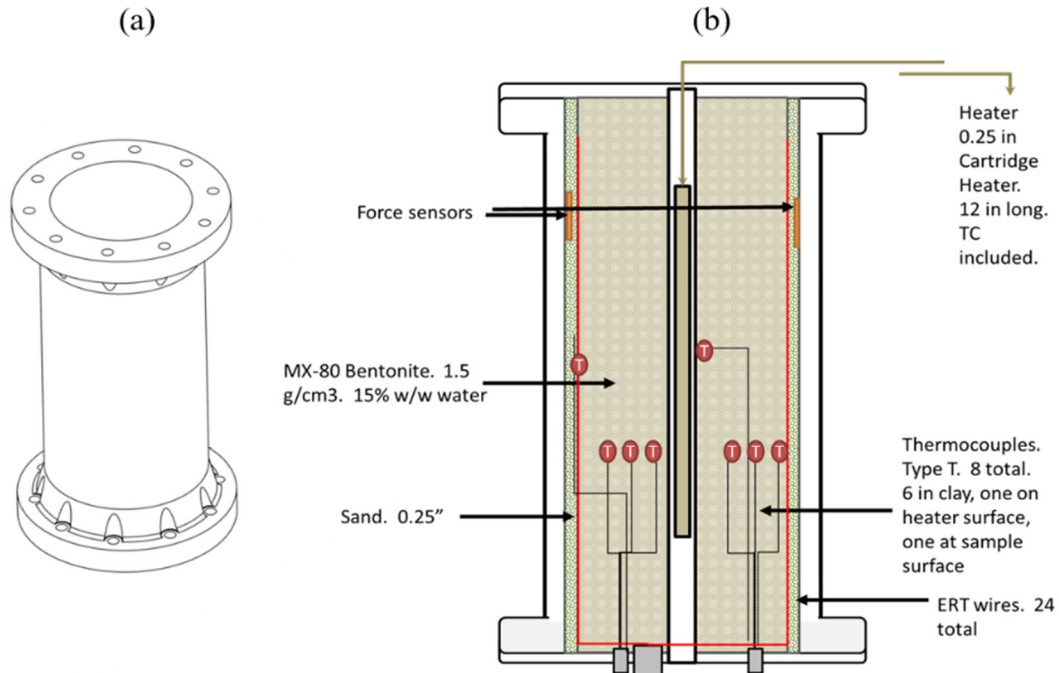 (a)
(b)
Heater
0.25 in
Cartridge
Heater.
12 in long.
TC
included.
Force sensors
T
T
MX-80 Bentonite. 1.5
g/cm3. 15% w/w water
T
T
T
T
T
T
Thermocouples.
Type T. 8 total.
6 in clay, one on
heater surface,
one at sample
surface
Sand. 0.25”
ERT wires. 24
total